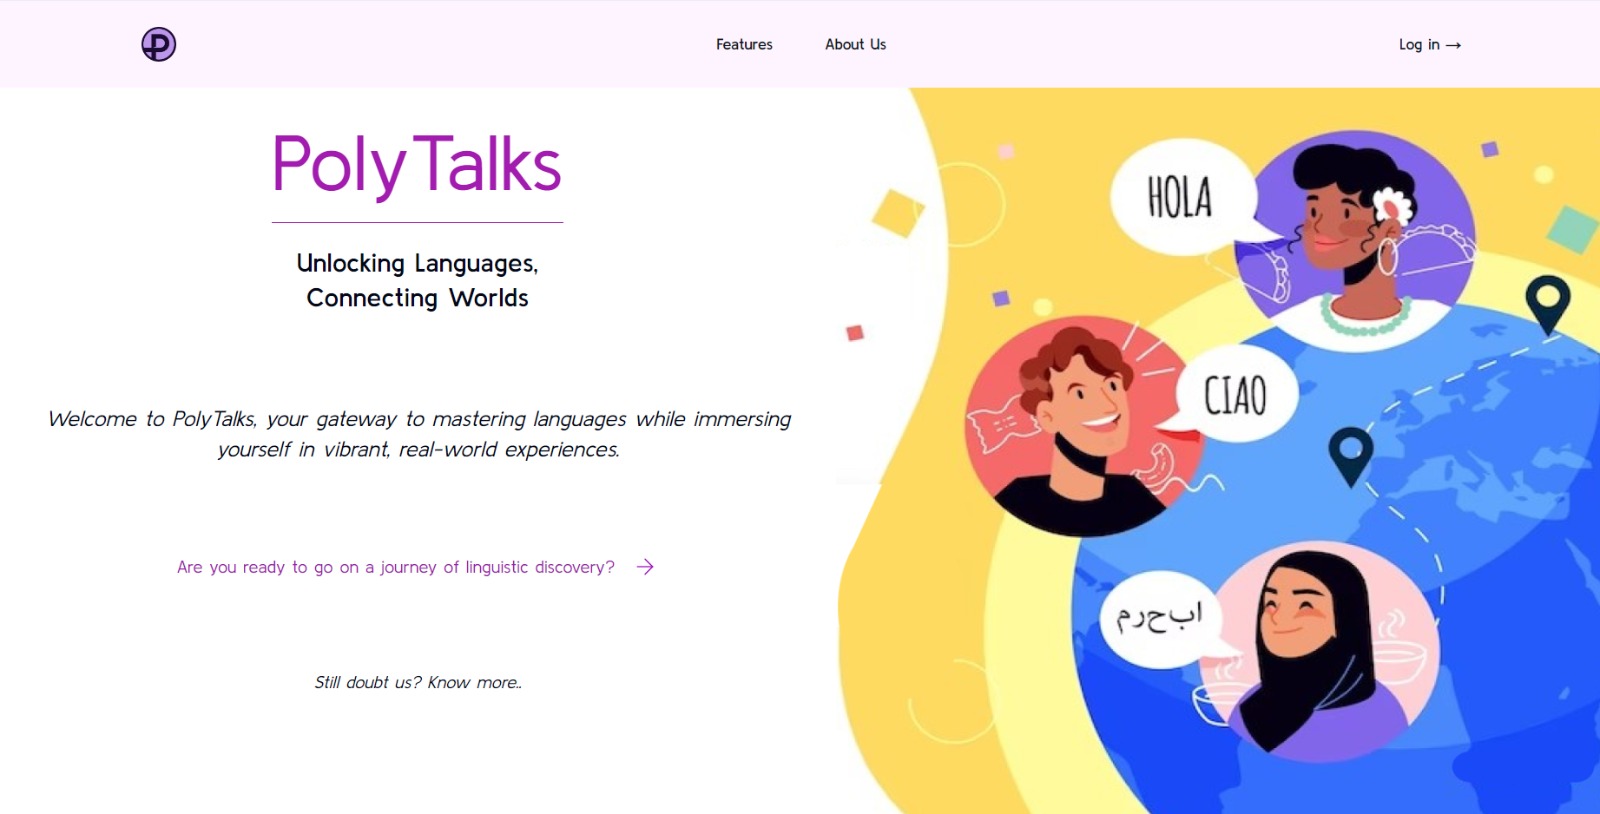 Features
About Us
Log in →
PolyTalks
Unlocking Languages,
Connecting Worlds
Welcome to PolyTalks, your gateway to mastering languages while immersing
yourself in vibrant, real-world experiences.
Are you ready to go on a journey of linguistic discovery? →
Still doubt us? Know more..
HOLA
CIAO
ابحرم